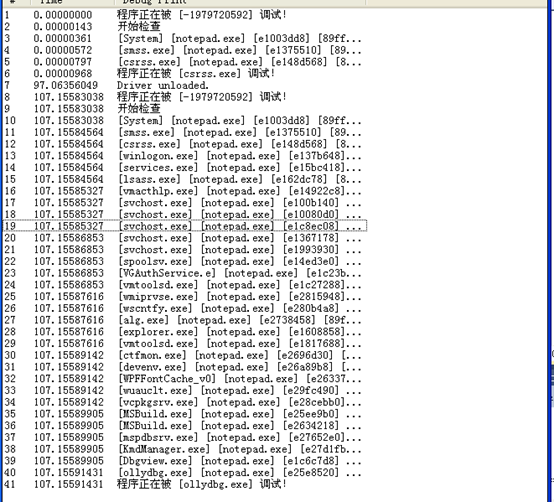 # Time Debug Print
1 0.00000000 程序正在被 [-1979720592] 调试!
2 0.00000143 开始检查
3 0.00000361 [System] [notepad.exe] [e1003dd8] [89ff...
4 0.00000572 [smss.exe] [notepad.exe] [e1375510] [89...
5 0.00000797 [csrss.exe] [notepad.exe] [e148d568] [8...
6 0.00000968 程序正在被 [csrss.exe] 调试!
7 97.06356049 Driver unloaded.
8 107.15583038 程序正在被 [-1979720592] 调试!
9 107.15583038 开始检查
10 107.15583038 [System] [notepad.exe] [e1003dd8] [89ff...
11 107.15584564 [smss.exe] [notepad.exe] [e1375510] [89...
12 107.15584564 [csrss.exe] [notepad.exe] [e148d568] [8...
13 107.15584564 [winlogon.exe] [notepad.exe] [e137b648]...
14 107.15584564 [services.exe] [notepad.exe] [e15bc418]...
15 107.15584564 [lsass.exe] [notepad.exe] [e162dc78] [8...
16 107.15585327 [vmacthlp.exe] [notepad.exe] [e14922c8]...
17 107.15585327 [svchost.exe] [notepad.exe] [e100b140] ...
18 107.15585327 [svchost.exe] [notepad.exe] [e10080d0] ...
19 107.15585327 [svchost.exe] [notepad.exe] [e1c8ec08] ...
20 107.15586853 [svchost.exe] [notepad.exe] [e1367178] ...
21 107.15586853 [svchost.exe] [notepad.exe] [e1993930] ...
22 107.15586853 [spoolsv.exe] [notepad.exe] [e14ed3e0] ...
23 107.15586853 [VGAuthService.e] [notepad.exe] [e1c23b...
24 107.15586853 [vmtoolsd.exe] [notepad.exe] [e1c27288]...
25 107.15587616 [wmiprvse.exe] [notepad.exe] [e2815948]...
26 107.15587616 [wscntfy.exe] [notepad.exe] [e280b4a8] ...
27 107.15587616 [alg.exe] [notepad.exe] [e2738458] [89f...
28 107.15587616 [explorer.exe] [notepad.exe] [e1608858]...
29 107.15587616 [vmtoolsd.exe] [notepad.exe] [e1817688]...
30 107.15589142 [ctfmon.exe] [notepad.exe] [e2696d30] [...
31 107.15589142 [devenv.exe] [notepad.exe] [e26a89b8] [...
32 107.15589142 [WPFFontCache_v0] [notepad.exe] [e26337...
33 107.15589142 [wuauclt.exe] [notepad.exe] [e29fc490] ...
34 107.15589142 [vcpkgsrv.exe] [notepad.exe] [e28cebb0]...
35 107.15589905 [MSBuild.exe] [notepad.exe] [e25ee9b0] ...
36 107.15589905 [MSBuild.exe] [notepad.exe] [e2634218] ...
37 107.15589905 [mspdbsrv.exe] [notepad.exe] [e27652e0]...
38 107.15589905 [KmdManager.exe] [notepad.exe] [e27d1fb...
39 107.15589905 [Dbgview.exe] [notepad.exe] [e1c6c7d8] ...
40 107.15591431 [ollydbg.exe] [notepad.exe] [e25e8520] ...
41 107.15591431 程序正在被 [ollydbg.exe] 调试!